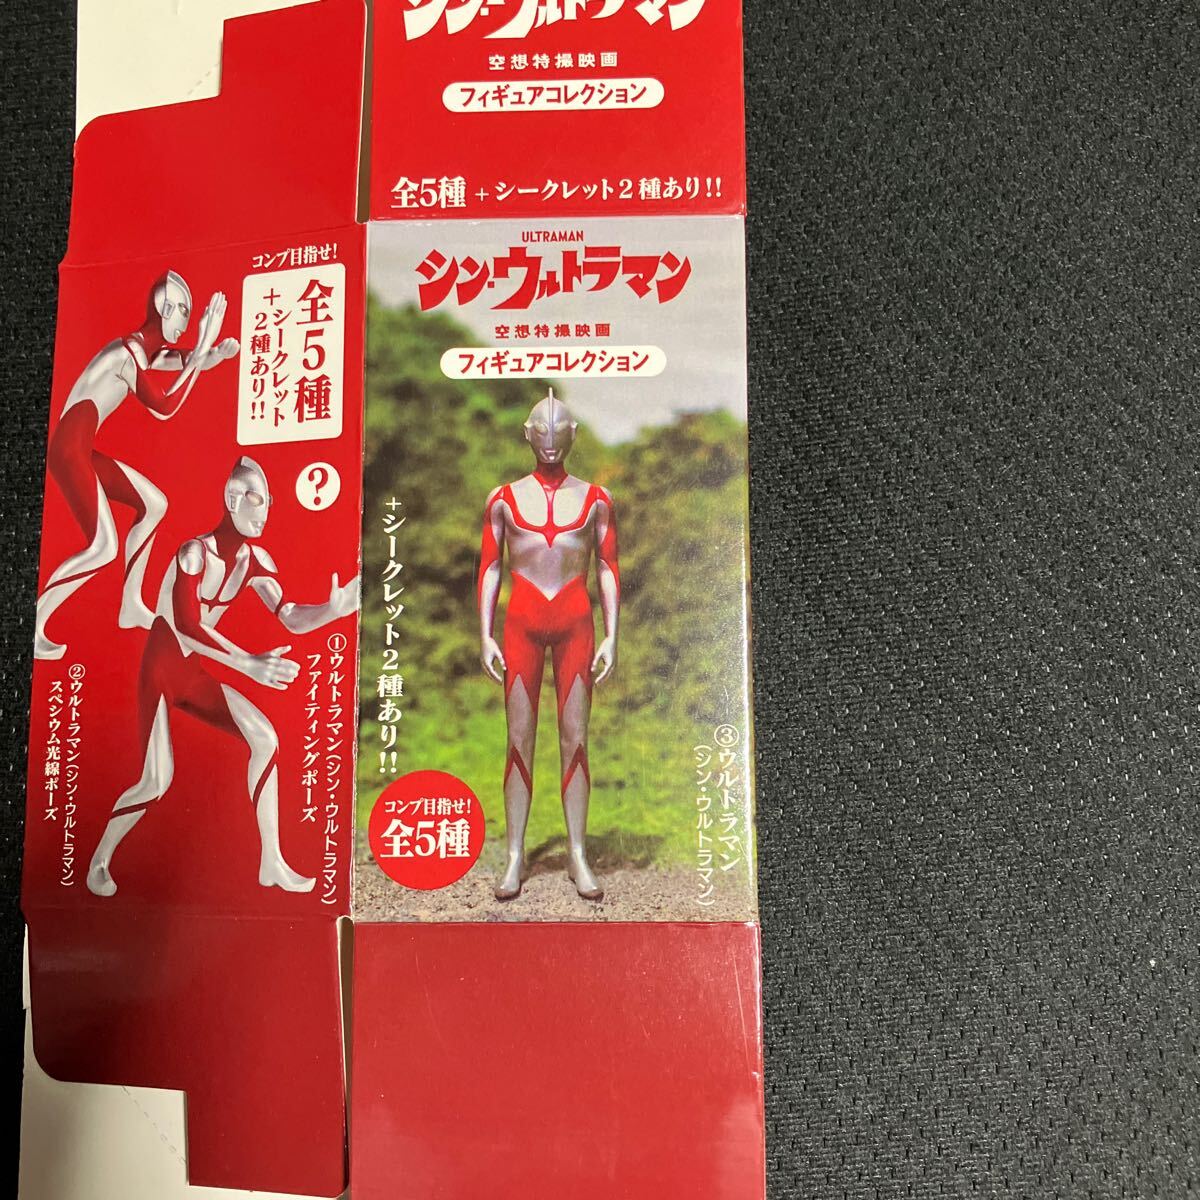 シン・ウルトラマン
空想特撮映画
フィギュアコレクション
全5種 + シークレット2種あり!!
コンプ目指せ!
全5種
+シークレット
2種あり!!
?
①ウルトラマン(シン・ウルトラマン)
ファイティングポーズ
②ウルトラマン(シン・ウルトラマン)
スペシウム光線ポーズ
ULTRAMAN
シン・ウルトラマン
空想特撮映画
フィギュアコレクション
+シークレット2種あり!!
コンプ目指せ!
全5種
③ウルトラマン
(シン・ウルトラマン)